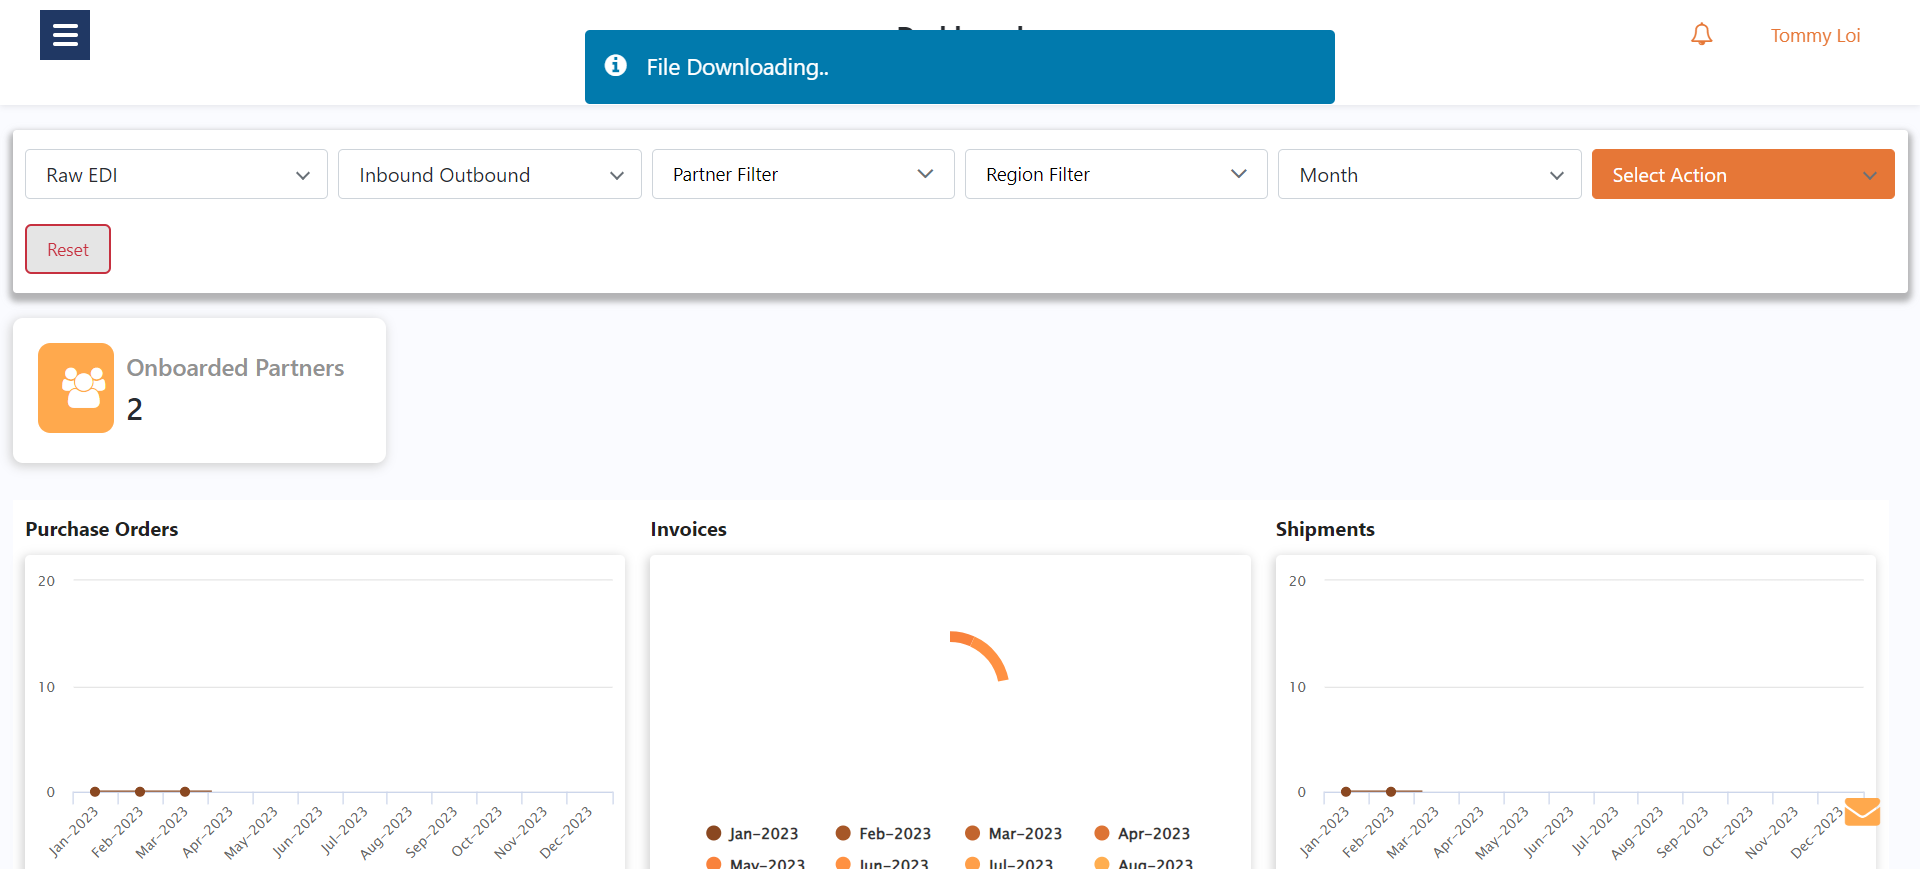 File Downloading..
Tommy Loi
Raw EDI
Inbound Outbound
Partner Filter
Region Filter
Month
Select Action
Reset
Onboarded Partners
2
Purchase Orders
20
10
0
Jan-2023
Feb-2023
Mar-2023
Apr-2023
May-2023
Jun-2023
Jul-2023
Aug-2023
Sep-2023
Oct-2023
Nov-2023
Dec-2023
Invoices
Jan-2023
Feb-2023
Mar-2023
Apr-2023
May-2023
Jun-2023
Jul-2023
Aug-2023
Shipments
20
10
0
Jan-2023
Feb-2023
Mar-2023
Apr-2023
May-2023
Jun-2023
Jul-2023
Aug-2023
Sep-2023
Oct-2023
Nov-2023
Dec-2023